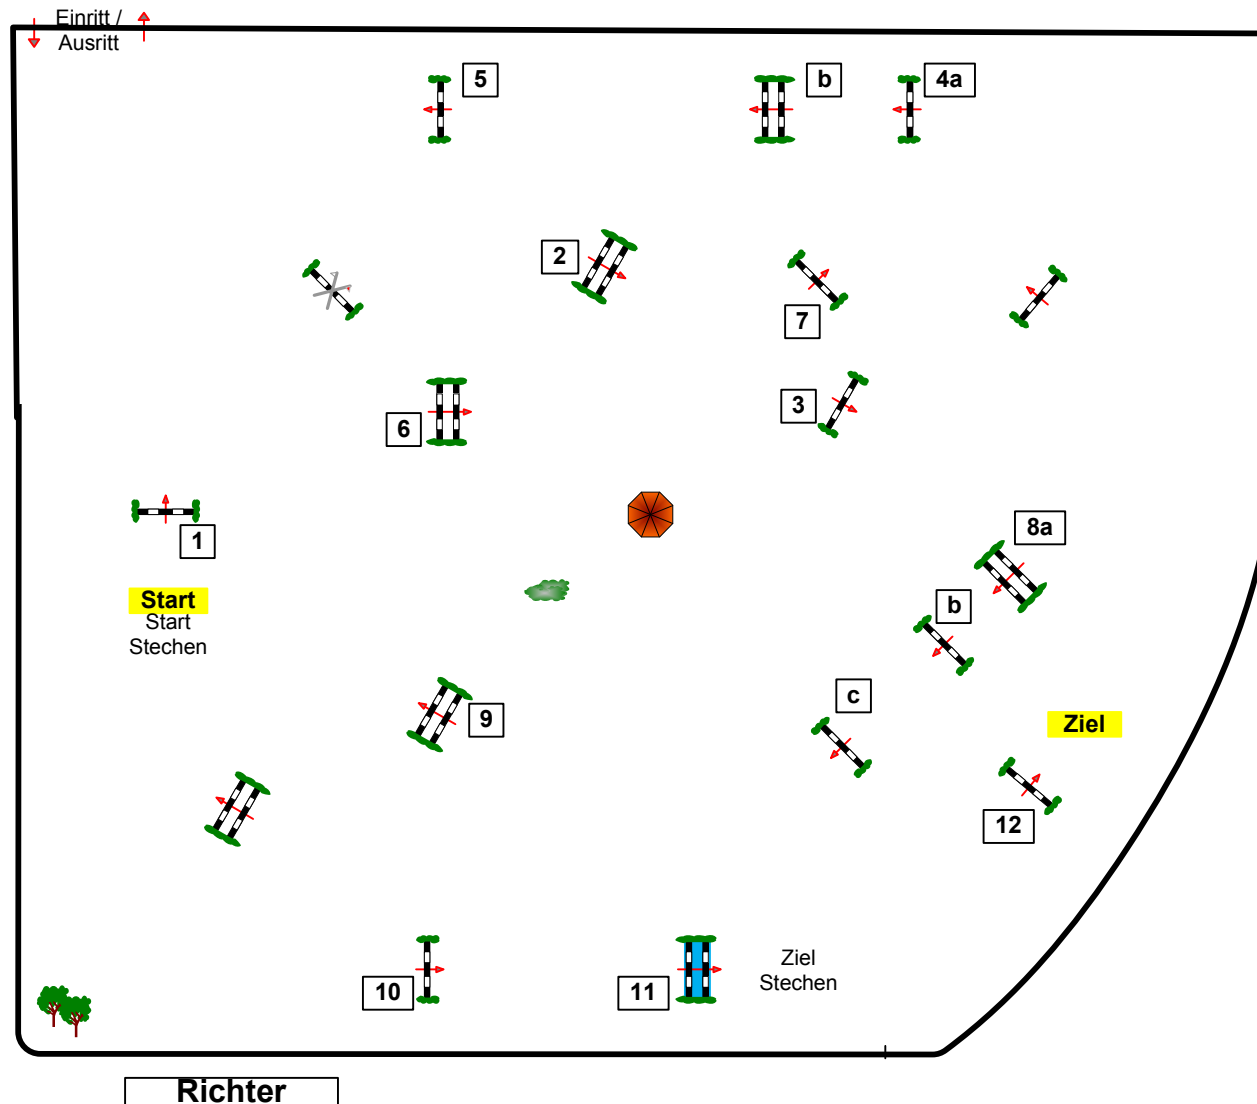 Einritt /
Ausritt
5
b
4a
2
7
3
6
1
8a
Start
Start
Stechen
b
c
9
Ziel
12
Ziel
Stechen
10
11
Richter